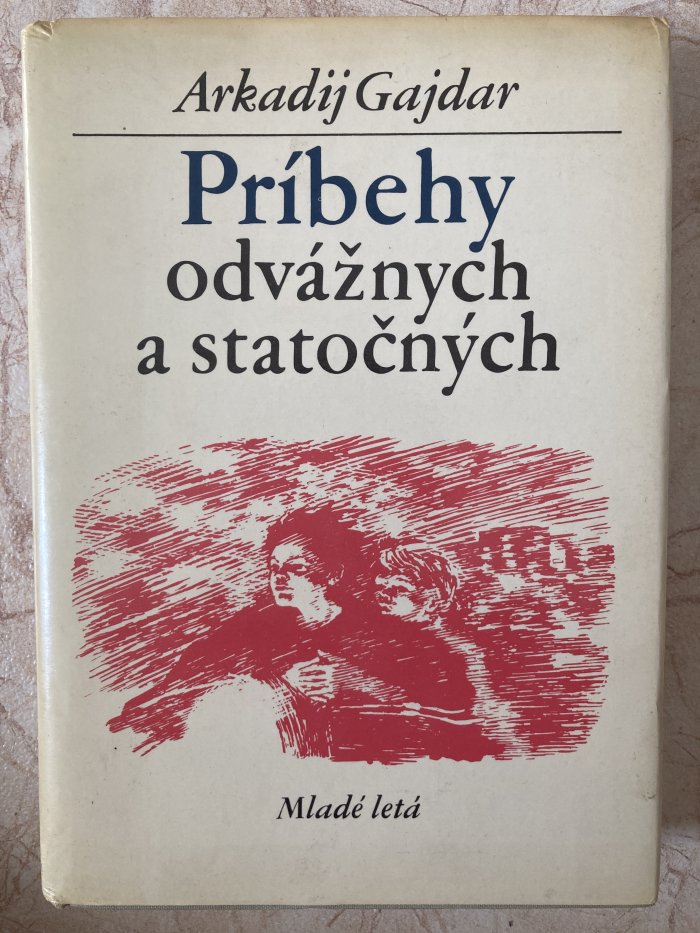 Arkadij Gajdar
Príbehy
odvážnych
a statočných
Mladé letá